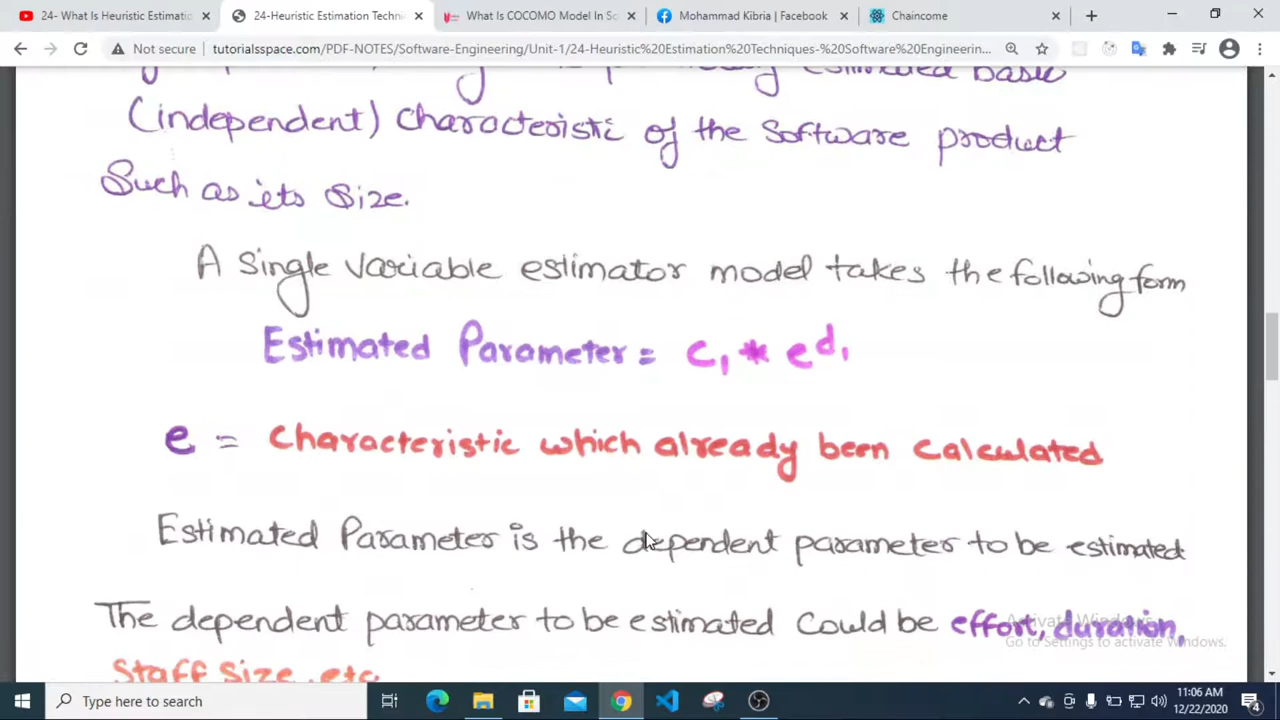 24- What Is Heuristic Estimatio
24-Heuristic Estimation Techni
What Is COCOMO Model In So
Mohammad Kibria | Facebook
Chaincome
Not secure
tutorialsspace.com/PDF-NOTES/Software-Engineering/Unit-1/24-Heuristic%20Estimation%20Techniques-%20Software%20Engineerin...
basic
(independent) characteristic of the software product
Such as its size.
A single variable estimator model takes the following form
Estimated Parameter = c₁ * e^d₁
e = characteristic which already been calculated
Estimated Parameter is the dependent parameter to be estimated
The dependent parameter to be estimated could be effort, duration,
Staff size, etc.
Activate Windows
Go to Settings to activate Windows.
Type here to search
11:06 AM
12/22/2020
4